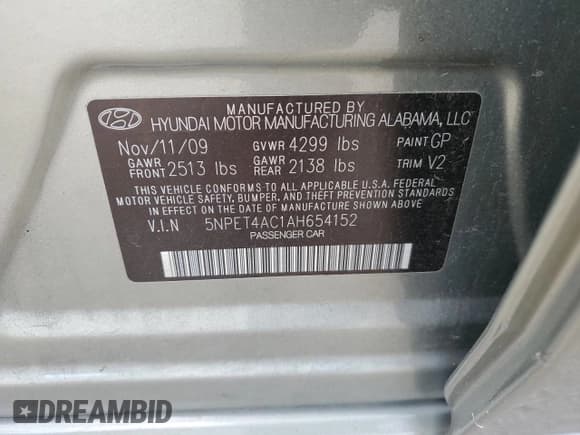 MANUFACTURED BY
HYUNDAI MOTOR MANUFACTURING ALABAMA, LLC
Nov/11/09 GVWR 4299 lbs PAINT GP
GAWR FRONT 2513 lbs GAWR REAR 2138 lbs TRIM V2
THIS VEHICLE CONFORMS TO ALL APPLICABLE U.S.A. FEDERAL
MOTOR VEHICLE SAFETY, BUMPER, AND THEFT PREVENTION STANDARDS
IN EFFECT ON THE DATE OF MANUFACTURE SHOWN ABOVE.
V.I.N 5NPET4AC1AH654152
PASSENGER CAR
DREAMBID